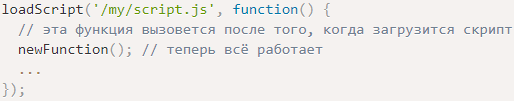 loadScript('/my/script.js', function() {
  // эта функция вызовется после того, когда загрузится скрипт
  newFunction(); // теперь всё работает
  ...
});